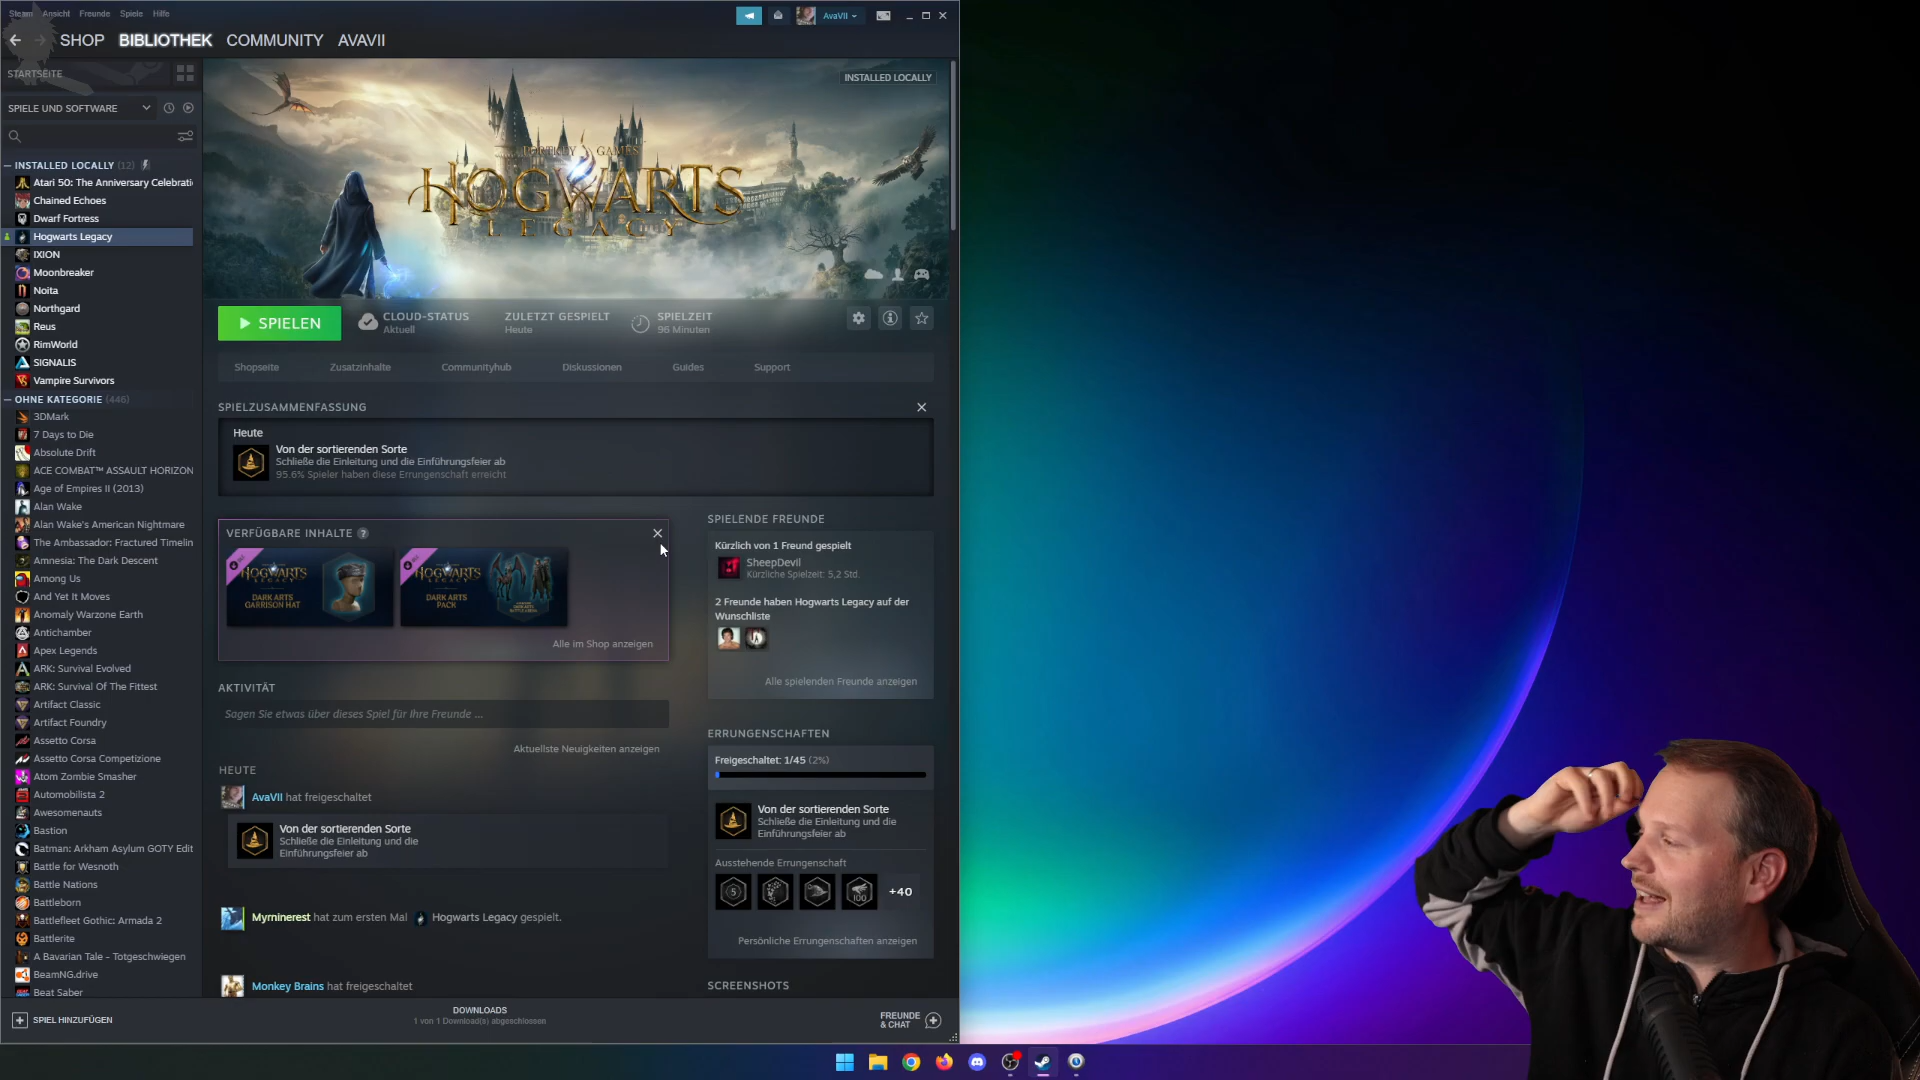 Steam Ansicht Freunde Spiele Hilfe
AvaVII
SHOP BIBLIOTHEK COMMUNITY AVAVII
STARTSEITE
SPIELE UND SOFTWARE
INSTALLED LOCALLY (12)
Atari 50: The Anniversary Celebrati
Chained Echoes
Dwarf Fortress
Hogwarts Legacy
IXION
Moonbreaker
Noita
Northgard
Reus
RimWorld
SIGNALIS
Vampire Survivors
OHNE KATEGORIE (446)
3DMark
7 Days to Die
Absolute Drift
ACE COMBAT™ ASSAULT HORIZON
Age of Empires II (2013)
Alan Wake
Alan Wake's American Nightmare
The Ambassador: Fractured Timelin
Amnesia: The Dark Descent
Among Us
And Yet It Moves
Anomaly Warzone Earth
Antichamber
Apex Legends
ARK: Survival Evolved
ARK: Survival Of The Fittest
Artifact Classic
Artifact Foundry
Assetto Corsa
Assetto Corsa Competizione
Atom Zombie Smasher
Automobilista 2
Awesomenauts
Bastion
Batman: Arkham Asylum GOTY Edit
Battle for Wesnoth
Battle Nations
Battleborn
Battlefleet Gothic: Armada 2
Battlerite
A Bavarian Tale - Totgeschwiegen
BeamNG.drive
Beat Saber
SPIEL HINZUFÜGEN
INSTALLED LOCALLY
PORTKEY GAMES
HOGWARTS
LEGACY
SPIELEN
CLOUD-STATUS
Aktuell
ZULETZT GESPIELT
Heute
SPIELZEIT
96 Minuten
Shopseite Zusatzinhalte Communityhub Diskussionen Guides Support
SPIELZUSAMMENFASSUNG
Heute
Von der sortierenden Sorte
Schließe die Einleitung und die Einführungsfeier ab
95.6% Spieler haben diese Errungenschaft erreicht
VERFÜGBARE INHALTE ?
HOGWARTS
LEGACY
DARK ARTS
GARRISON HAT
HOGWARTS
LEGACY
DARK ARTS
PACK
Alle im Shop anzeigen
AKTIVITÄT
Sagen Sie etwas über dieses Spiel für Ihre Freunde ...
Aktuellste Neuigkeiten anzeigen
HEUTE
AvaVII hat freigeschaltet
Von der sortierenden Sorte
Schließe die Einleitung und die
Einführungsfeier ab
Myrninerest hat zum ersten Mal Hogwarts Legacy gespielt.
Monkey Brains hat freigeschaltet
SPIELENDE FREUNDE
Kürzlich von 1 Freund gespielt
SheepDevil
Kürzliche Spielzeit: 5,2 Std.
2 Freunde haben Hogwarts Legacy auf der
Wunschliste
Alle spielenden Freunde anzeigen
ERRUNGENSCHAFTEN
Freigeschaltet: 1/45 (2%)
Von der sortierenden Sorte
Schließe die Einleitung und die
Einführungsfeier ab
Ausstehende Errungenschaft
5
100
+40
Persönliche Errungenschaften anzeigen
SCREENSHOTS
DOWNLOADS
1 von 1 Download(s) abgeschlossen
FREUNDE
& CHAT